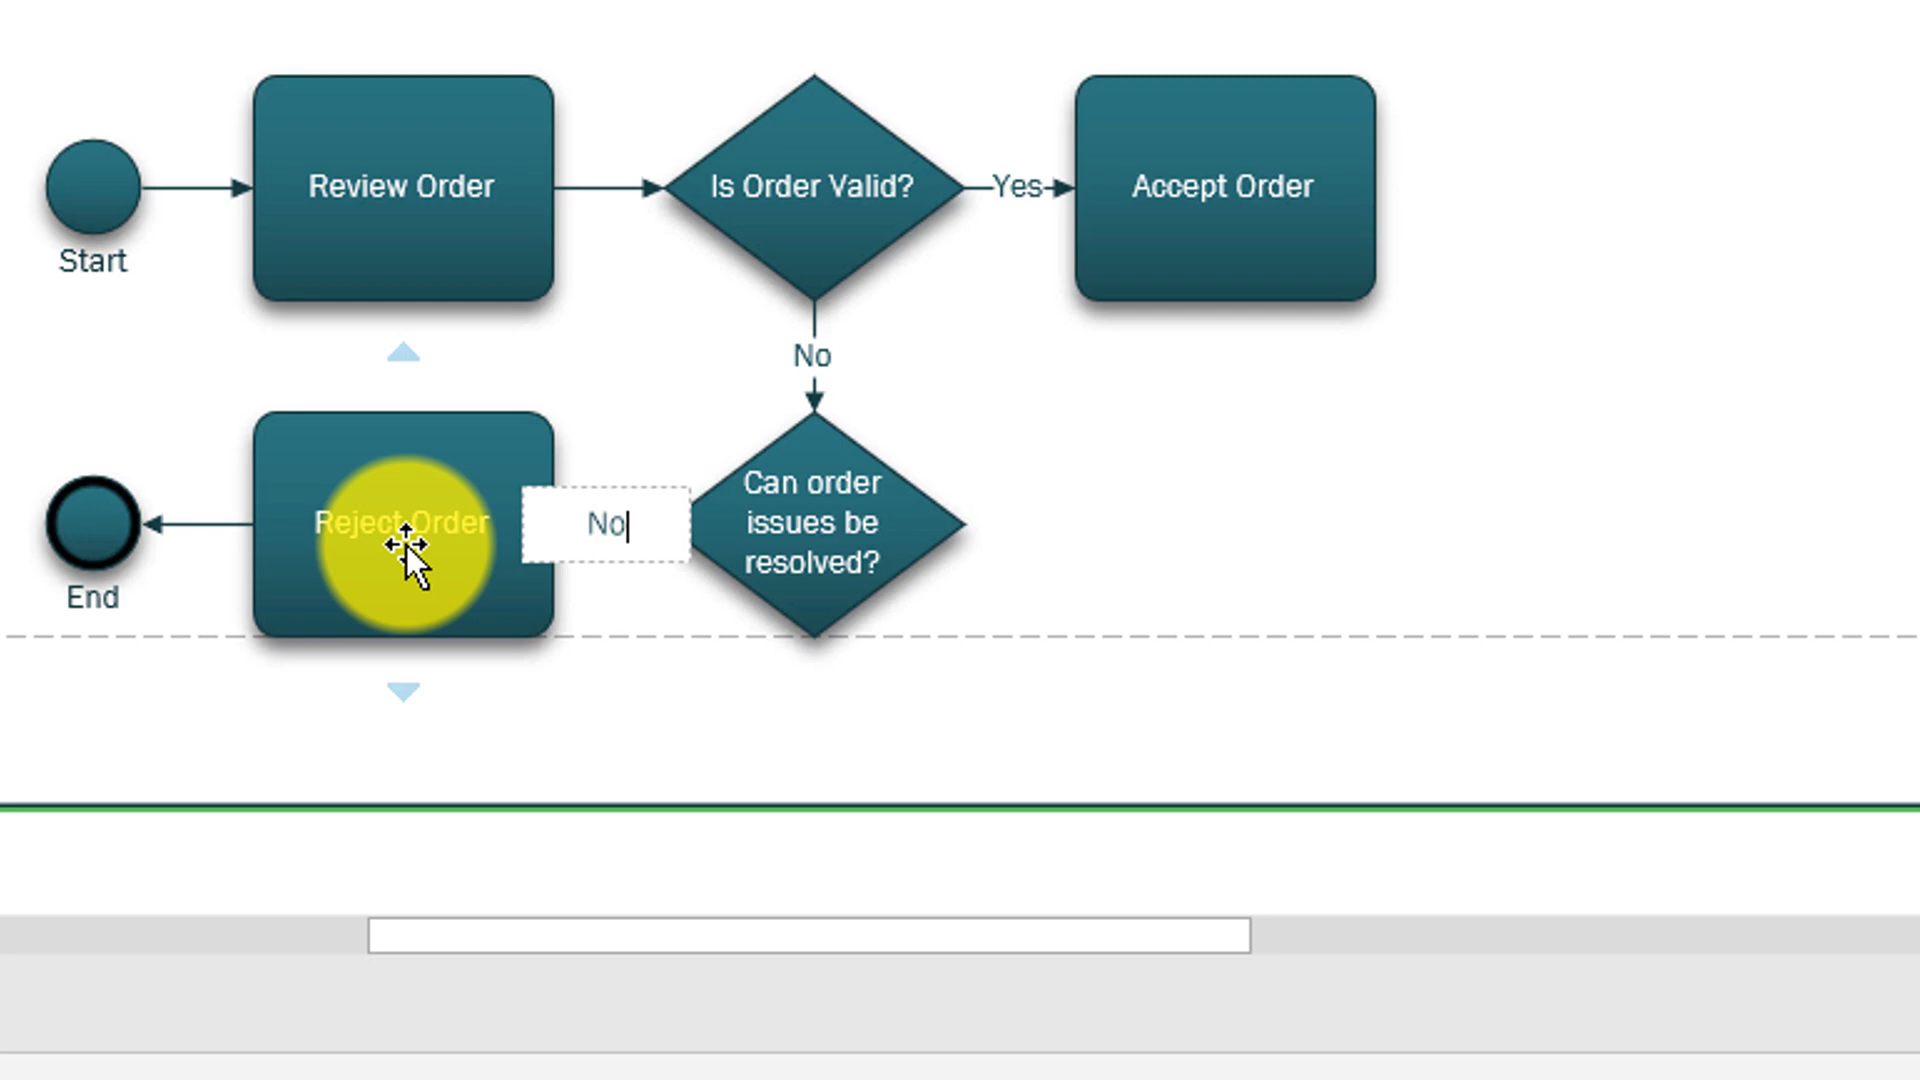 Review Order
Is Order Valid?
Yes
Accept Order
Start
No
Reject Order
No
Can order
issues be
resolved?
End